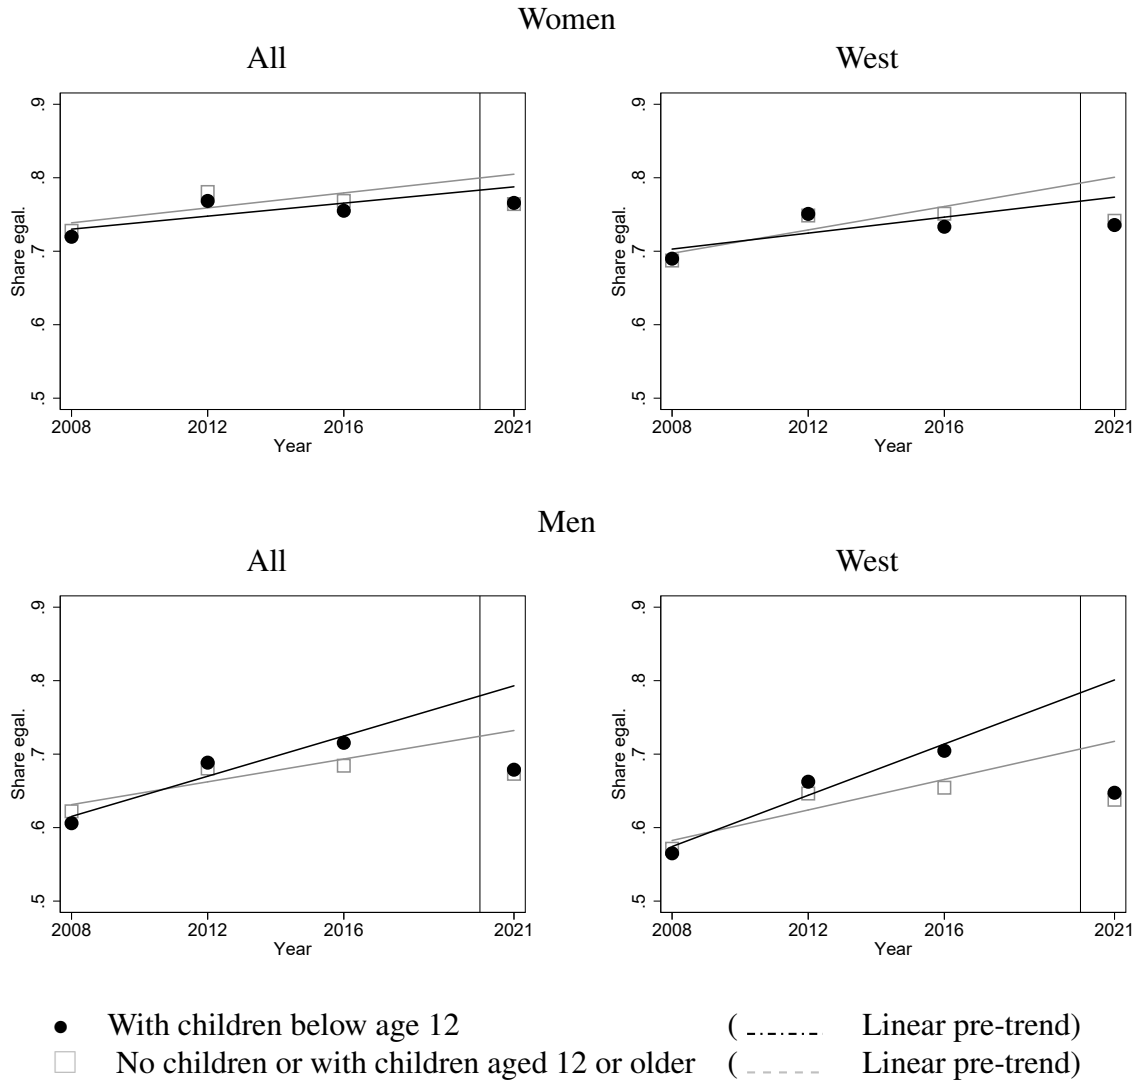 Women
All
West
.9
.8
.7
.6
.5
Share egal.
2008
2012
2016
2021
Year
.9
.8
.7
.6
.5
Share egal.
2008
2012
2016
2021
Year
Men
All
West
.9
.8
.7
.6
.5
Share egal.
2008
2012
2016
2021
Year
.9
.8
.7
.6
.5
Share egal.
2008
2012
2016
2021
Year
With children below age 12 ( Linear pre-trend)
No children or with children aged 12 or older ( Linear pre-trend)